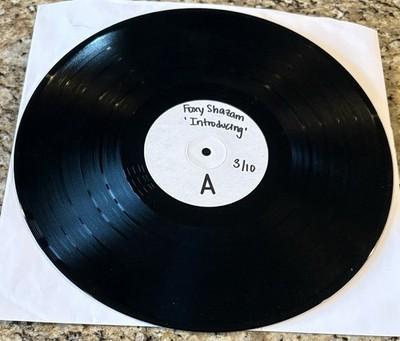 Foxy Shazam
'Introducing'
3/10
A